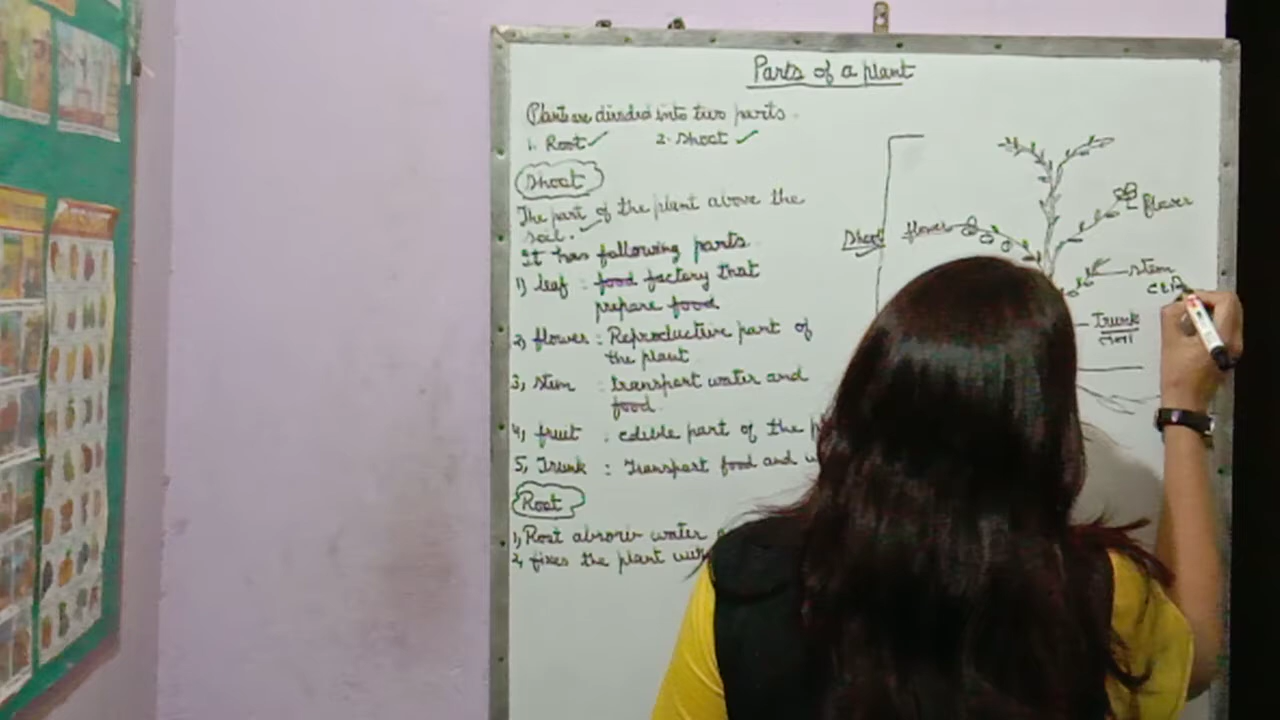 Parts of a plant
Plants are divided into two parts.
1. Root 2. Shoot
Shoot
The part of the plant above the
soil.
It has following parts
1) leaf : food factory that
prepare food
2) flower : Reproductive part of
the plant
3, stem : transport water and
food.
4, fruit : edible part of the
5, Trunk : Transport food and
Root
1, Root absorb water
2, fixes the plant
Shoot
flower
flower
stem
Trunk
तना